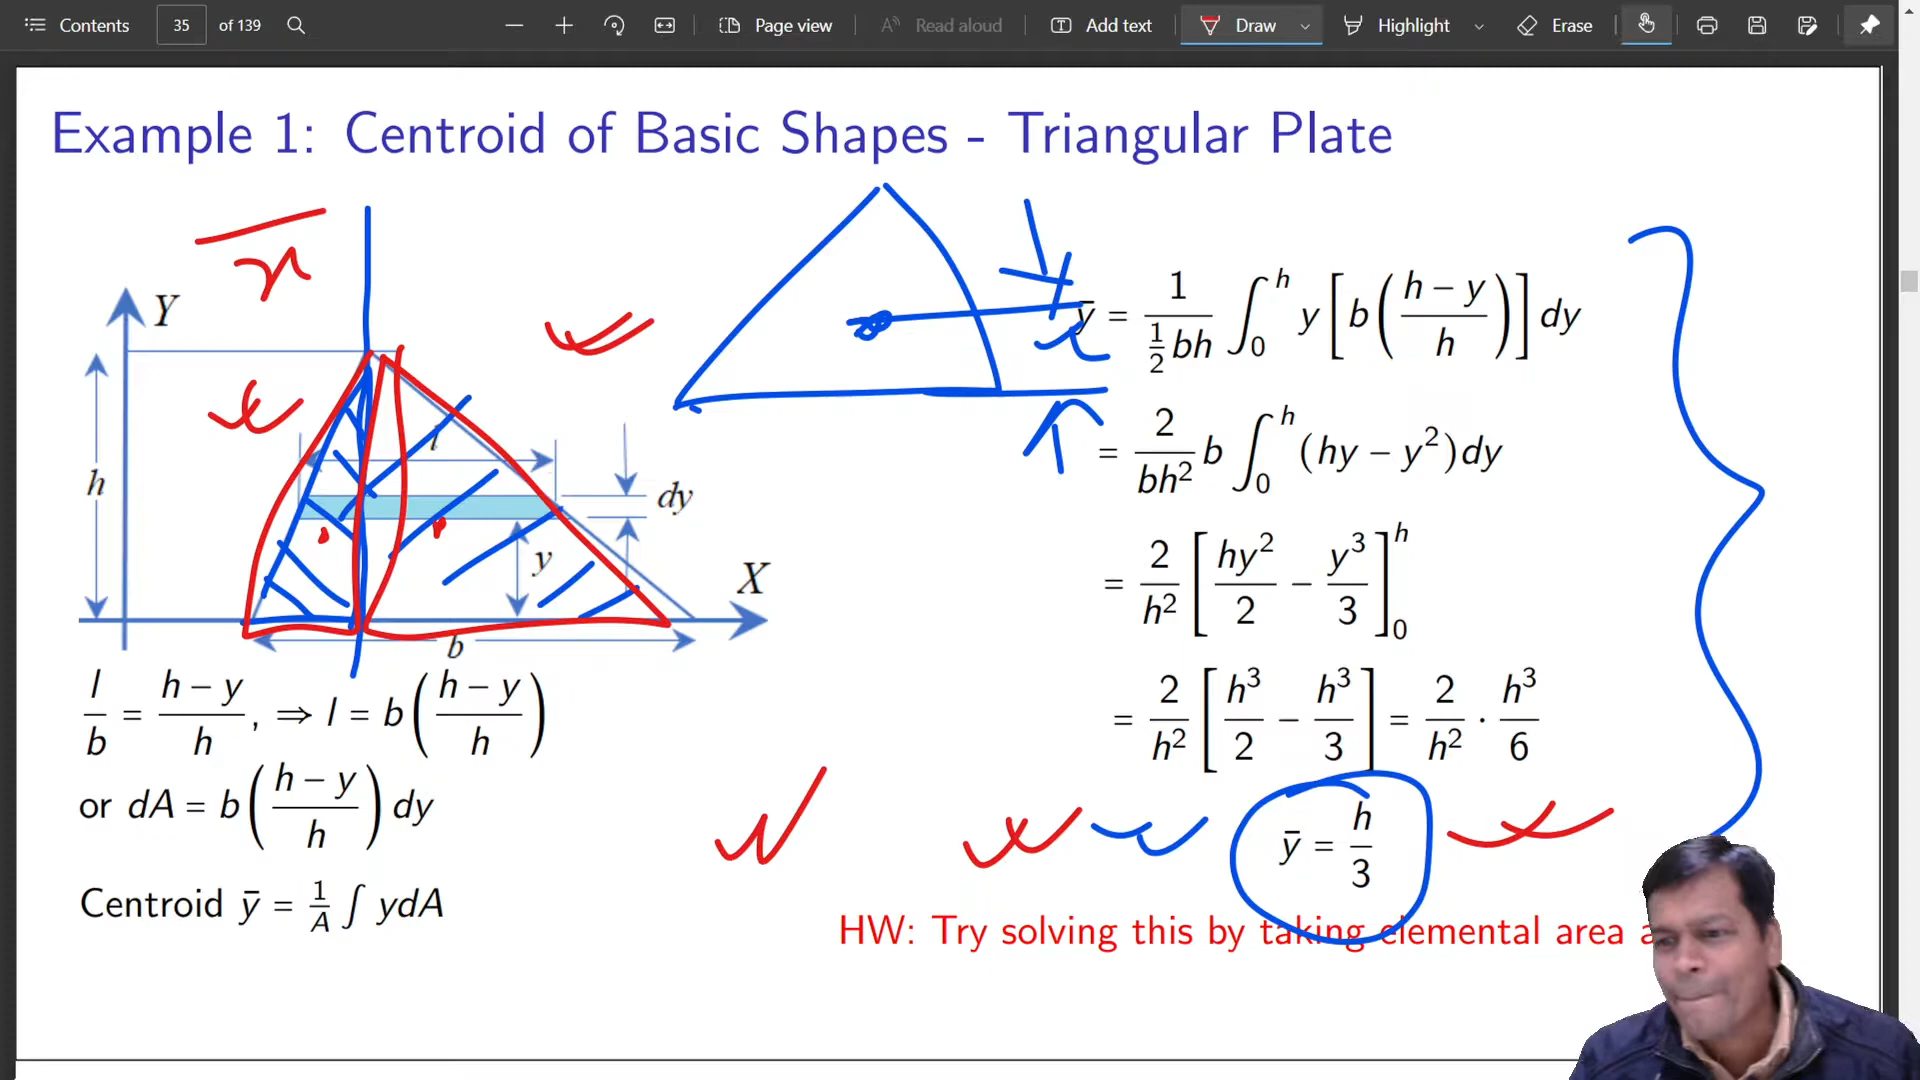 Contents 35 of 139 Page view Read aloud Add text Draw Highlight Erase
Example 1: Centroid of Basic Shapes - Triangular Plate
x̄
Y
h
l
dy
y
X
b
l/b = (h − y)/h, ⇒ l = b((h − y)/h)
or dA = b((h − y)/h) dy
Centroid ȳ = 1/A ∫ ydA
ȳ = 1/(½bh) ∫₀ʰ y[b((h − y)/h)] dy
= 2/(bh²) b ∫₀ʰ (hy − y²)dy
= 2/h² [hy²/2 − y³/3]₀ʰ
= 2/h² [h³/2 − h³/3] = 2/h² · h³/6
ȳ = h/3
HW: Try solving this by taking elemental area